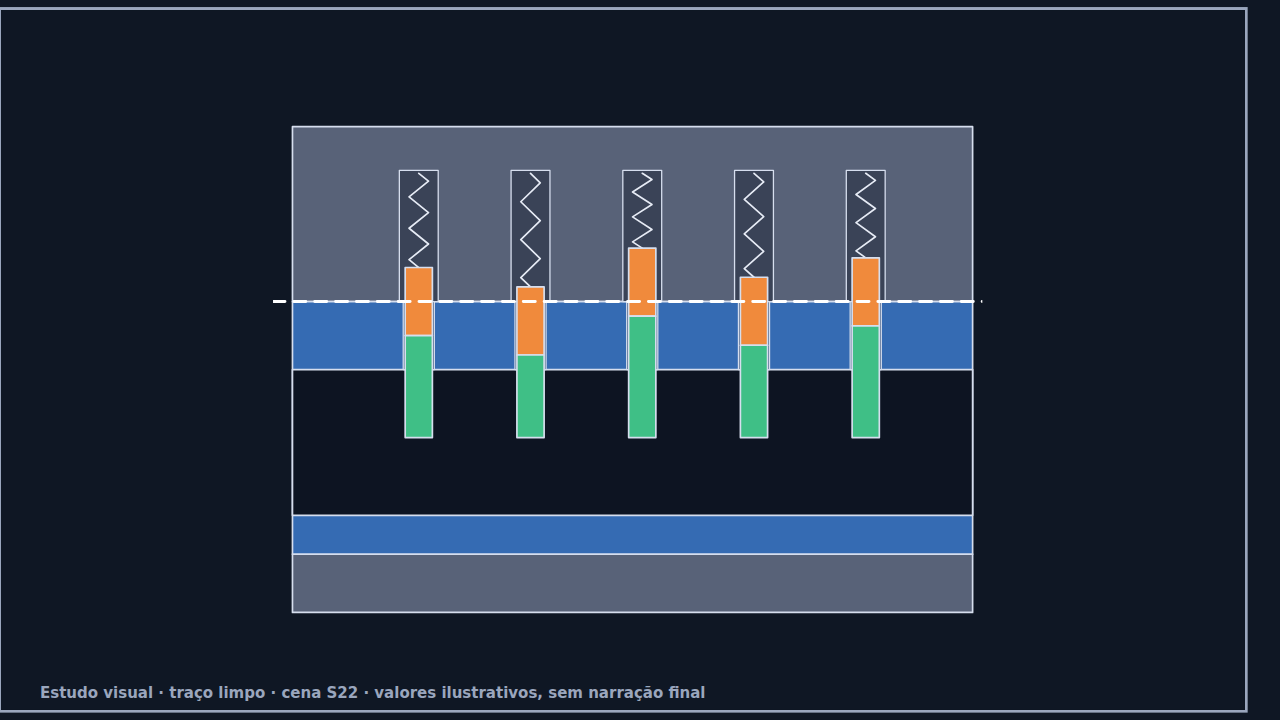 Estudo visual · traço limpo · cena S22 · valores ilustrativos, sem narração final